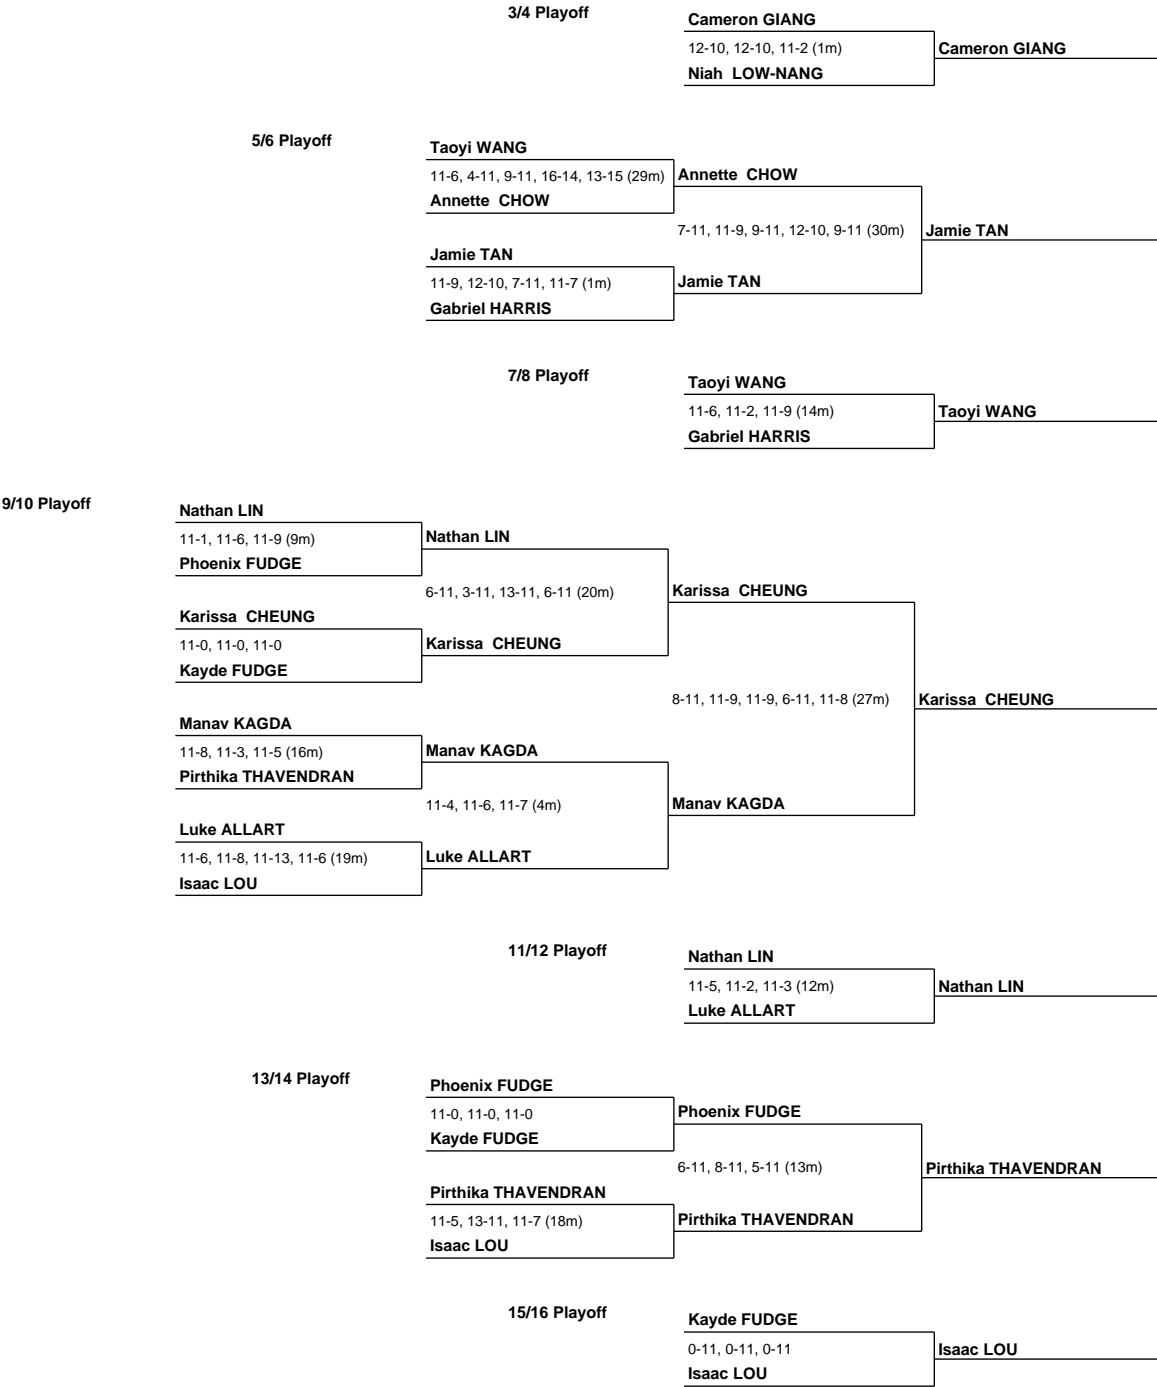 3/4 Playoff
Cameron GIANG
12-10, 12-10, 11-2 (1m)
Cameron GIANG
Niah LOW-NANG
5/6 Playoff
Taoyi WANG
11-6, 4-11, 9-11, 16-14, 13-15 (29m)
Annette CHOW
Annette CHOW
7-11, 11-9, 9-11, 12-10, 9-11 (30m)
Jamie TAN
Jamie TAN
11-9, 12-10, 7-11, 11-7 (1m)
Jamie TAN
Gabriel HARRIS
7/8 Playoff
Taoyi WANG
11-6, 11-2, 11-9 (14m)
Taoyi WANG
Gabriel HARRIS
9/10 Playoff
Nathan LIN
11-1, 11-6, 11-9 (9m)
Nathan LIN
Phoenix FUDGE
6-11, 3-11, 13-11, 6-11 (20m)
Karissa CHEUNG
Karissa CHEUNG
11-0, 11-0, 11-0
Karissa CHEUNG
Kayde FUDGE
8-11, 11-9, 11-9, 6-11, 11-8 (27m)
Karissa CHEUNG
Manav KAGDA
11-8, 11-3, 11-5 (16m)
Manav KAGDA
Pirthika THAVENDRAN
11-4, 11-6, 11-7 (4m)
Manav KAGDA
Luke ALLART
11-6, 11-8, 11-13, 11-6 (19m)
Luke ALLART
Isaac LOU
11/12 Playoff
Nathan LIN
11-5, 11-2, 11-3 (12m)
Nathan LIN
Luke ALLART
13/14 Playoff
Phoenix FUDGE
11-0, 11-0, 11-0
Phoenix FUDGE
Kayde FUDGE
6-11, 8-11, 5-11 (13m)
Pirthika THAVENDRAN
Pirthika THAVENDRAN
11-5, 13-11, 11-7 (18m)
Pirthika THAVENDRAN
Isaac LOU
15/16 Playoff
Kayde FUDGE
0-11, 0-11, 0-11
Isaac LOU
Isaac LOU